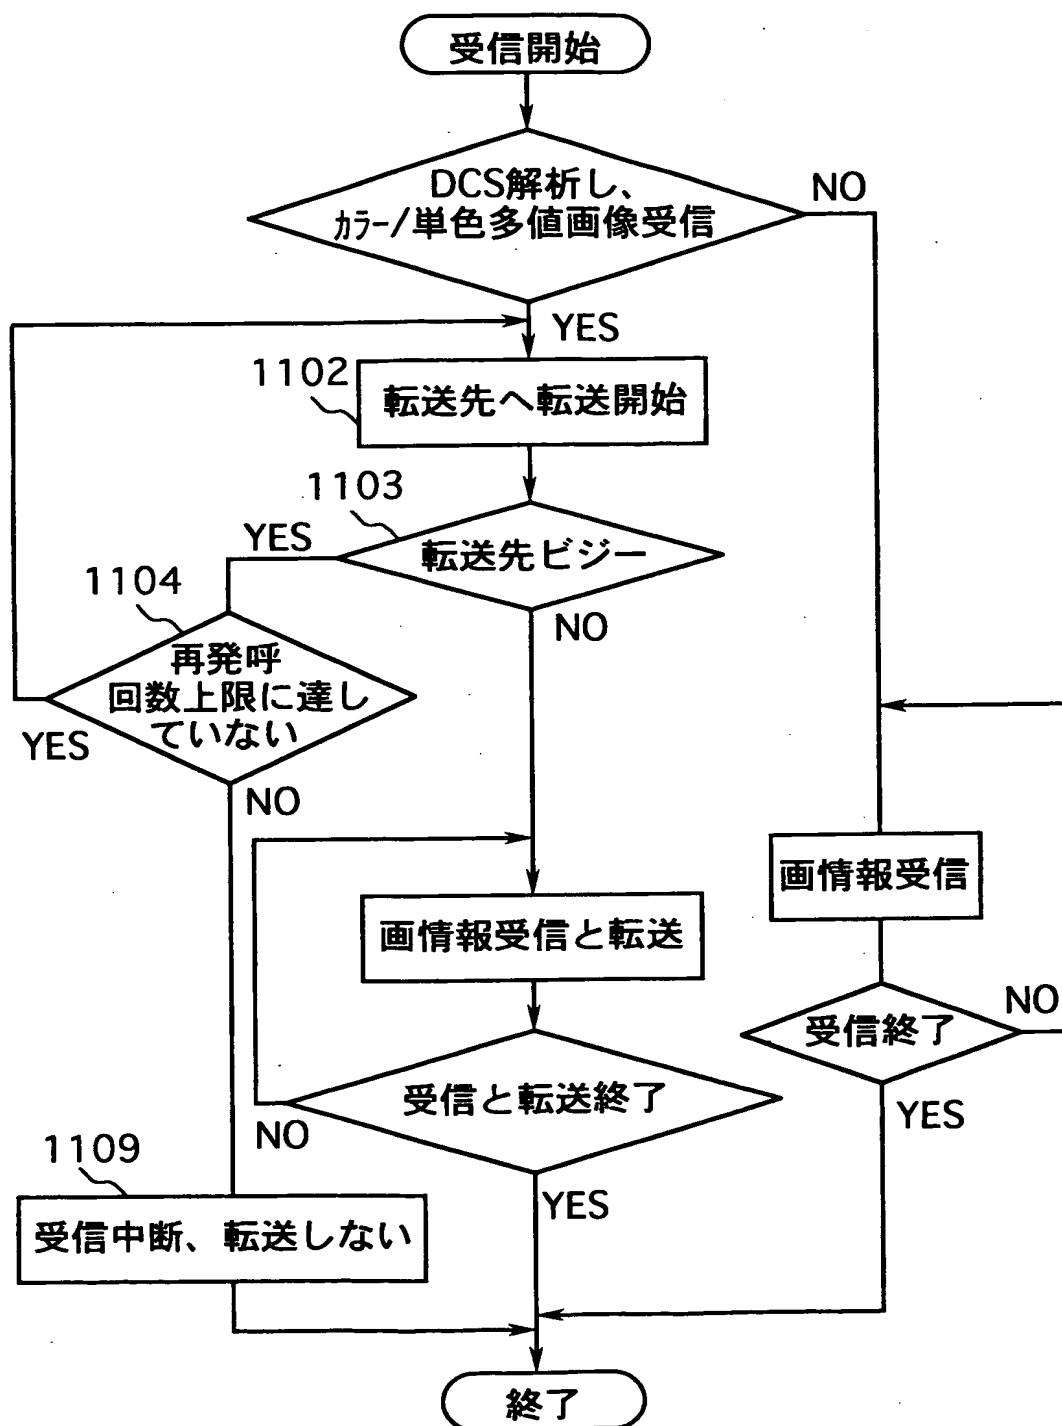 受信開始
DCS解析し、
カラー/単色多値画像受信
NO
YES
1102
転送先へ転送開始
1103
YES
転送先ビジー
NO
1104
再発呼
回数上限に達し
ていない
YES
NO
画情報受信
画情報受信と転送
受信終了
NO
受信と転送終了
NO
YES
YES
1109
受信中断、転送しない
終了